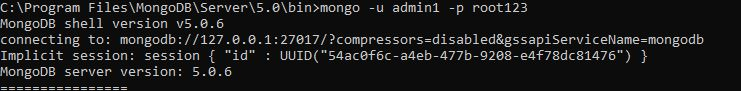 C:\Program Files\MongoDB\Server\5.0\bin>mongo -u admin1 -p root123
MongoDB shell version v5.0.6
connecting to: mongodb://127.0.0.1:27017/?compressors=disabled&gssapiServiceName=mongodb
Implicit session: session { "id" : UUID("54ac0f6c-a4eb-477b-9208-e4f78dc81476") }
MongoDB server version: 5.0.6
================